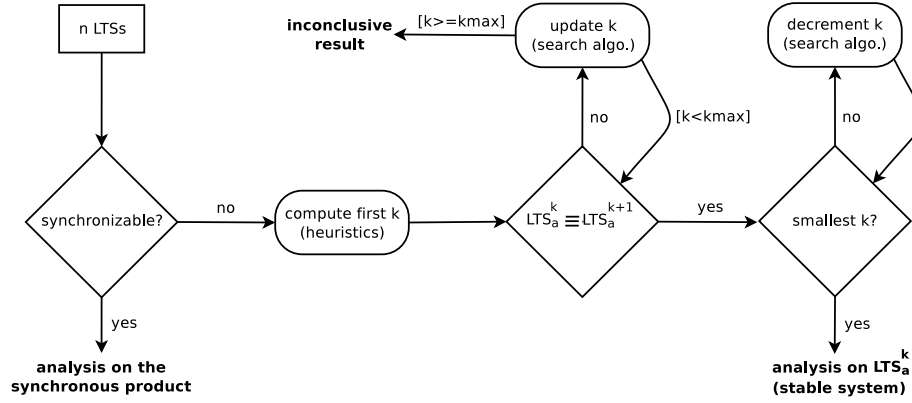 n LTSs
inconclusive
result
[k>=kmax]
update k
(search algo.)
decrement k
(search algo.)
no
[k<kmax]
no
synchronizable?
no
compute first k
(heuristics)
LTS_a^k ≡ LTS_a^{k+1}
yes
smallest k?
yes
yes
analysis on the
synchronous product
analysis on LTS_a^k
(stable system)